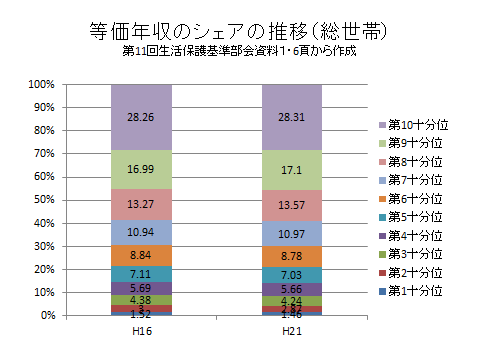 等価年収のシェアの推移（総世帯）
第11回生活保護基準部会資料１・６頁から作成
100%
90%
80%
70%
60%
50%
40%
30%
20%
10%
0%
28.26
16.99
13.27
10.94
8.84
7.11
5.69
4.38
3
1.52
28.31
17.1
13.57
10.97
8.78
7.03
5.66
4.24
2.87
1.46
H16
H21
第10十分位
第9十分位
第8十分位
第7十分位
第6十分位
第5十分位
第4十分位
第3十分位
第2十分位
第1十分位